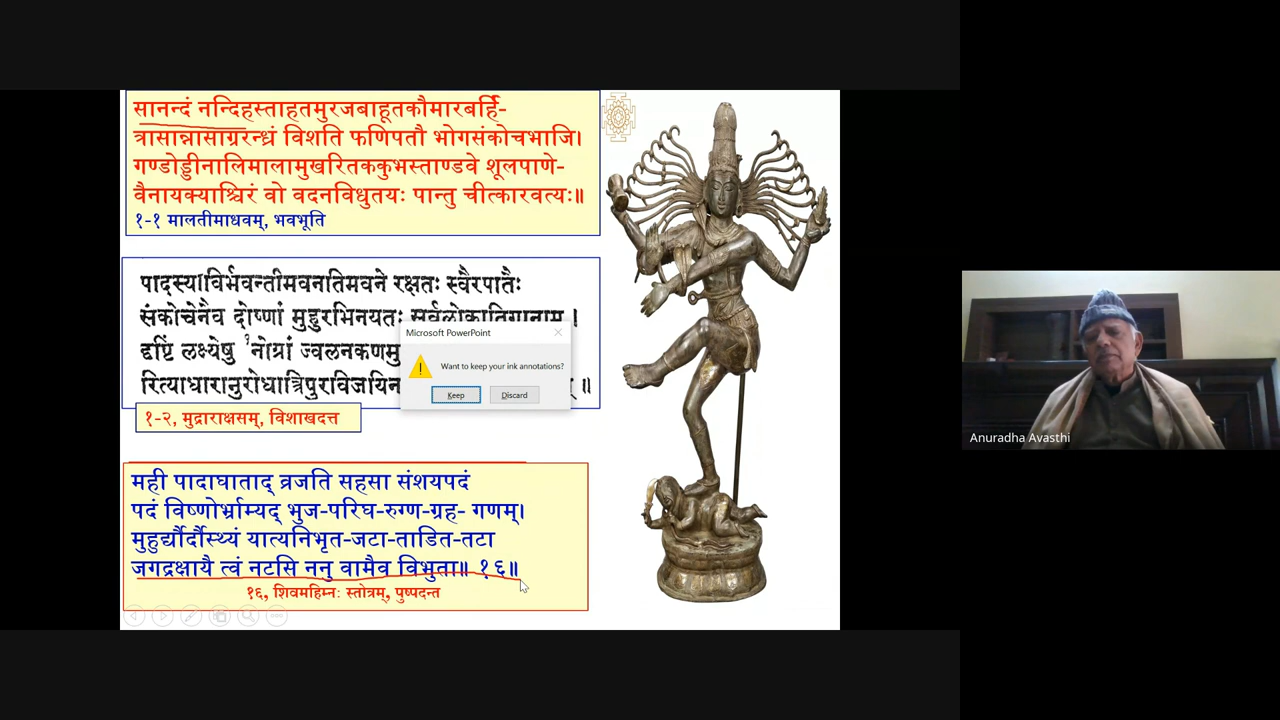 सानन्दं नन्दिहस्ताहतमुरजबाहूतकौमारबर्हि-
त्रासान्नासाग्ररन्ध्रं विशति फणिपतौ भोगसंकोचभाजि।
गण्डोड्डीनालिमालामुखरितककुभस्ताण्डवे शूलपाणे-
वैनायक्याश्चिरं वो वदनविधुतयः पान्तु चीत्कारवत्यः॥
१-१ मालतीमाधवम्, भवभूति
पादस्याविर्भवन्तीमवनतिमवने रक्षतः स्वैरपातैः
संकोचेनैव दोष्णां मुहुरभिनयतः सर्वलोकातिगानाम् ।
दृष्टिं लक्ष्येषु नोग्रां ज्वलनकणमु
रित्याधारानुरोधात्त्रिपुरविजयिन म् ॥
१-२, मुद्राराक्षसम्, विशाखदत्त
Microsoft PowerPoint
Want to keep your ink annotations?
Keep Discard
मही पादाघाताद् व्रजति सहसा संशयपदं
पदं विष्णोर्भ्राम्यद् भुज-परिघ-रुग्ण-ग्रह- गणम्।
मुहुर्द्यौर्दौस्थ्यं यात्यनिभृत-जटा-ताडित-तटा
जगद्रक्षायै त्वं नटसि ननु वामैव विभुता॥ १६॥
१६, शिवमहिम्नः स्तोत्रम्, पुष्पदन्त
Anuradha Avasthi